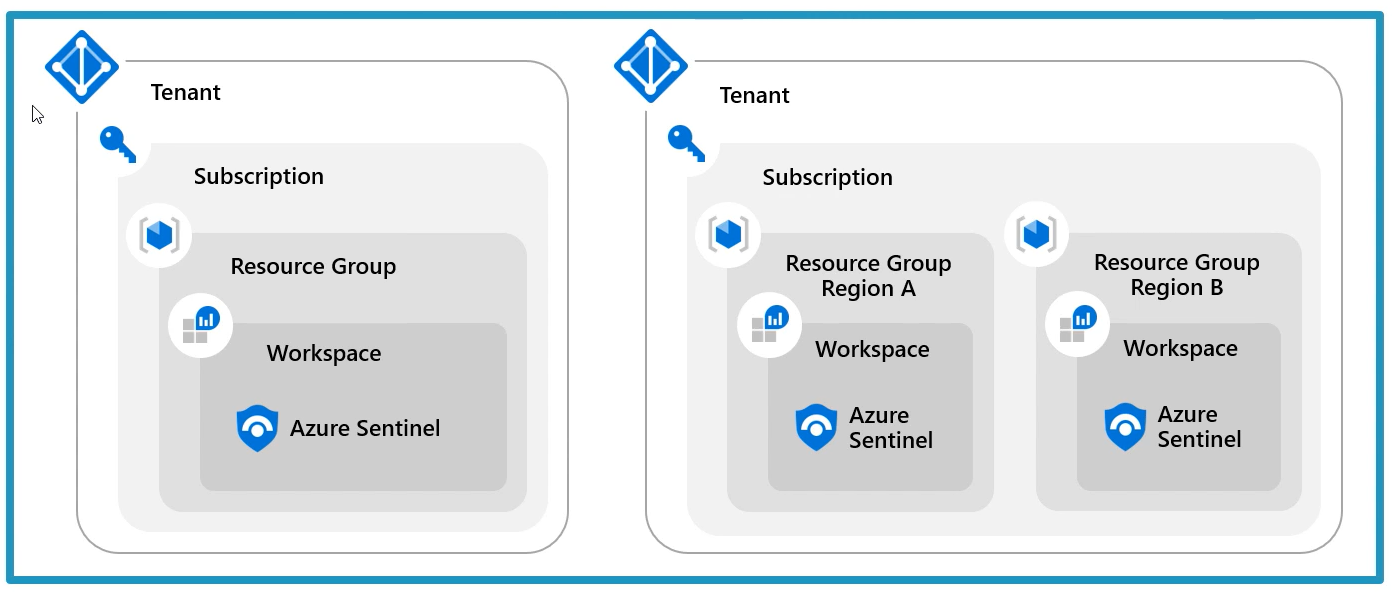 Tenant
Subscription
Resource Group
Workspace
Azure Sentinel
Tenant
Subscription
Resource Group
Region A
Workspace
Azure
Sentinel
Resource Group
Region B
Workspace
Azure
Sentinel